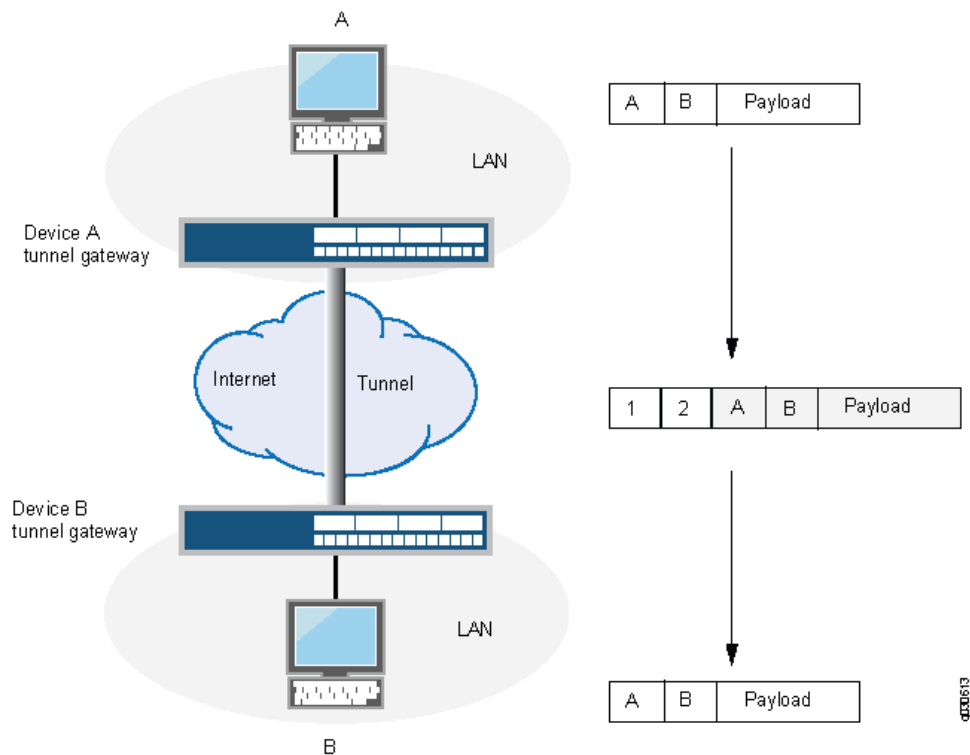 A
A B Payload
LAN
Device A
tunnel gateway
Internet Tunnel
1 2 A B Payload
Device B
tunnel gateway
LAN
A B Payload
B
g030613